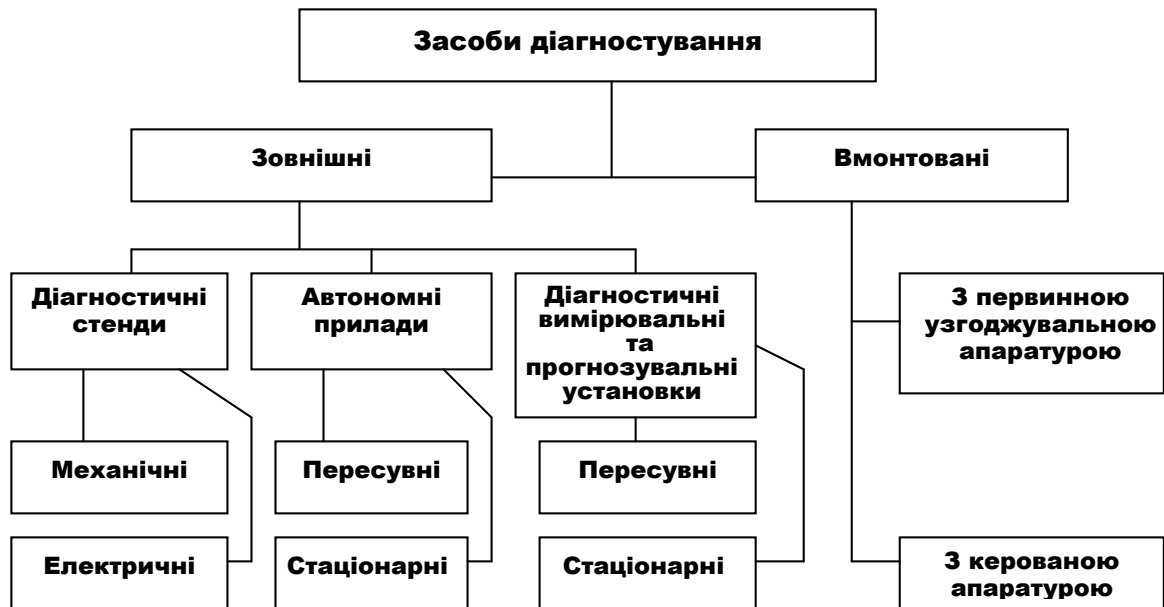 Засоби діагностування
Зовнішні
Вмонтовані
Діагностичні
стенди
Автономні
прилади
Діагностичні
вимірювальні
та
прогнозувальні
установки
З первинною
узгоджувальною
апаратурою
Механічні
Пересувні
Пересувні
Електричні
Стаціонарні
Стаціонарні
З керованою
апаратурою